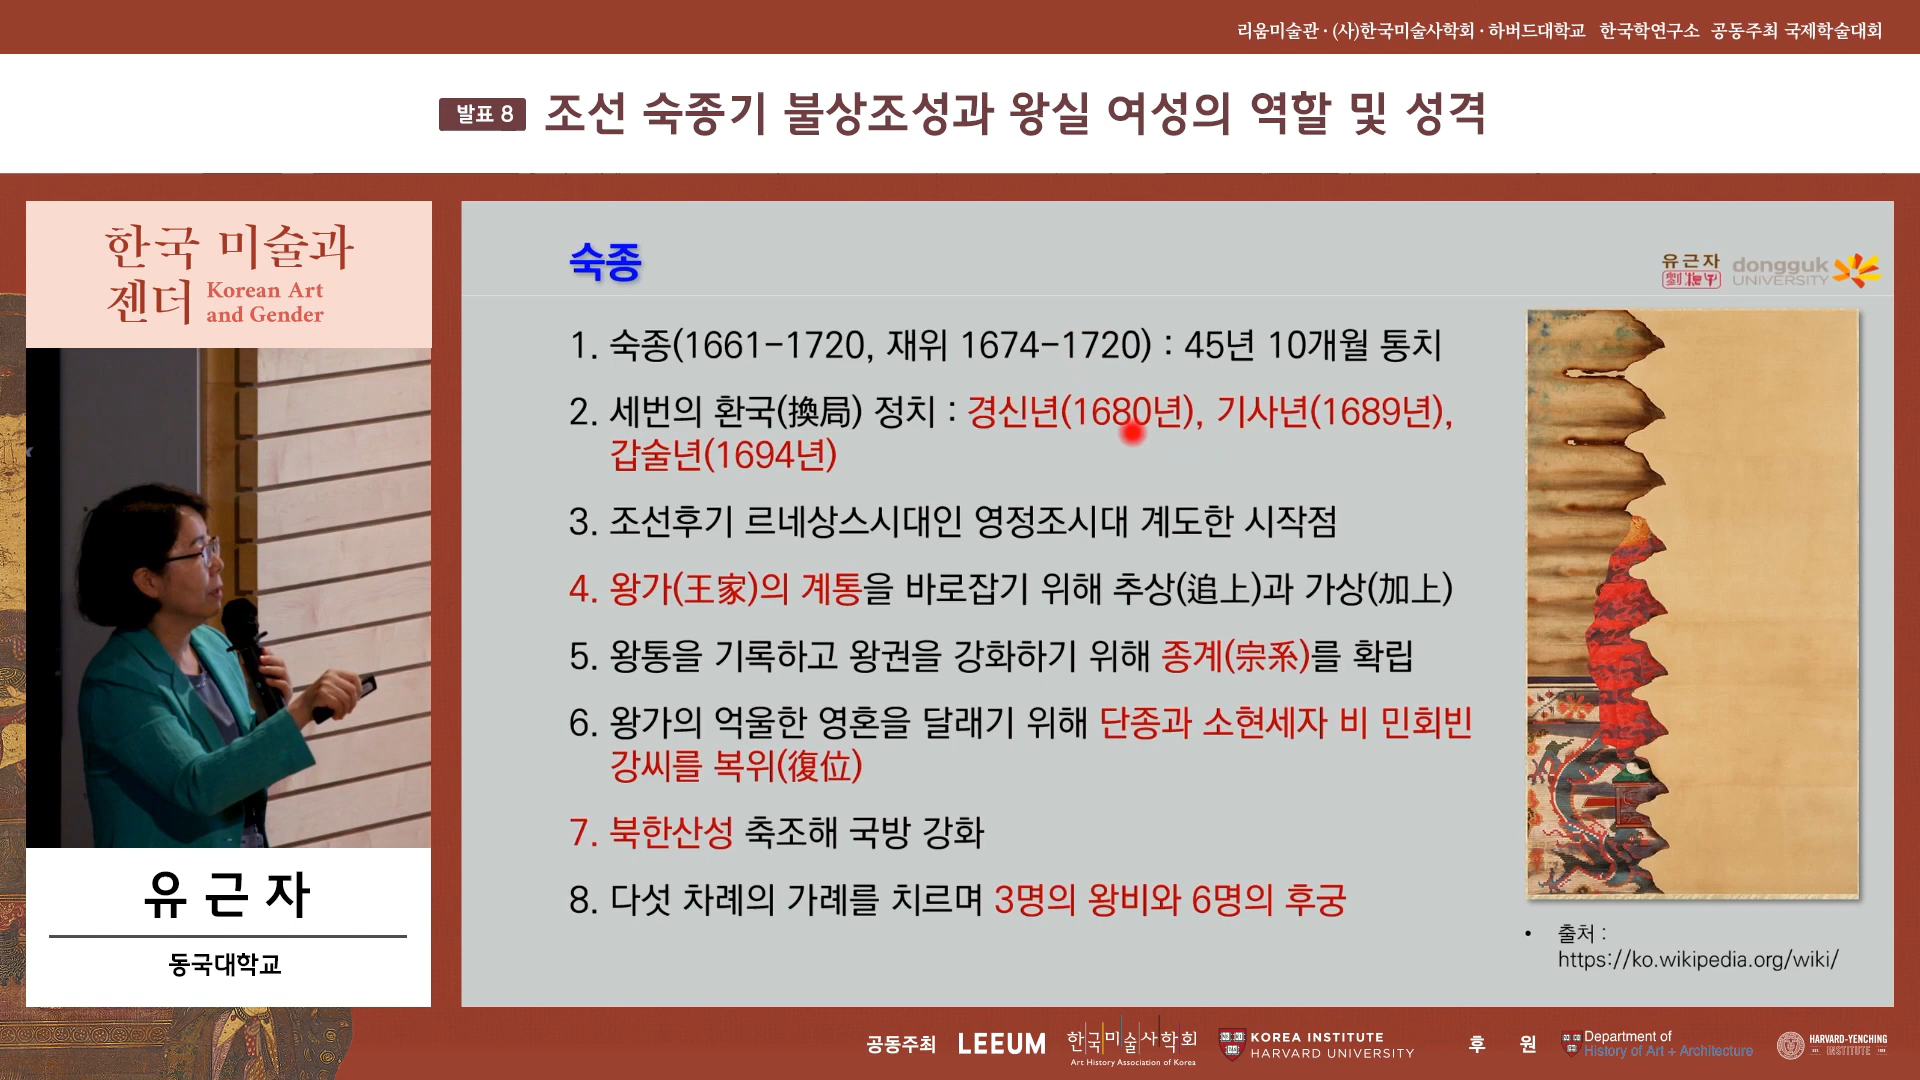 리움미술관 · (사)한국미술사학회 · 하버드대학교 한국학연구소 공동주최 국제학술대회
발표 8 조선 숙종기 불상조성과 왕실 여성의 역할 및 성격
한국 미술과
젠더 Korean Art
and Gender
유근자
동국대학교
숙종
유근자
dongguk
UNIVERSITY
1. 숙종(1661-1720, 재위 1674-1720) : 45년 10개월 통치
2. 세번의 환국(換局) 정치 : 경신년(1680년), 기사년(1689년),
갑술년(1694년)
3. 조선후기 르네상스시대인 영정조시대 계도한 시작점
4. 왕가(王家)의 계통을 바로잡기 위해 추상(追上)과 가상(加上)
5. 왕통을 기록하고 왕권을 강화하기 위해 종계(宗系)를 확립
6. 왕가의 억울한 영혼을 달래기 위해 단종과 소현세자 비 민회빈
강씨를 복위(復位)
7. 북한산성 축조해 국방 강화
8. 다섯 차례의 가례를 치르며 3명의 왕비와 6명의 후궁
• 출처 :
https://ko.wikipedia.org/wiki/
공동주최 LEEUM 한국미술사학회
Art History Association of Korea
KOREA INSTITUTE
HARVARD UNIVERSITY
후 원
Department of
History of Art + Architecture
HARVARD-YENCHING
INSTITUTE